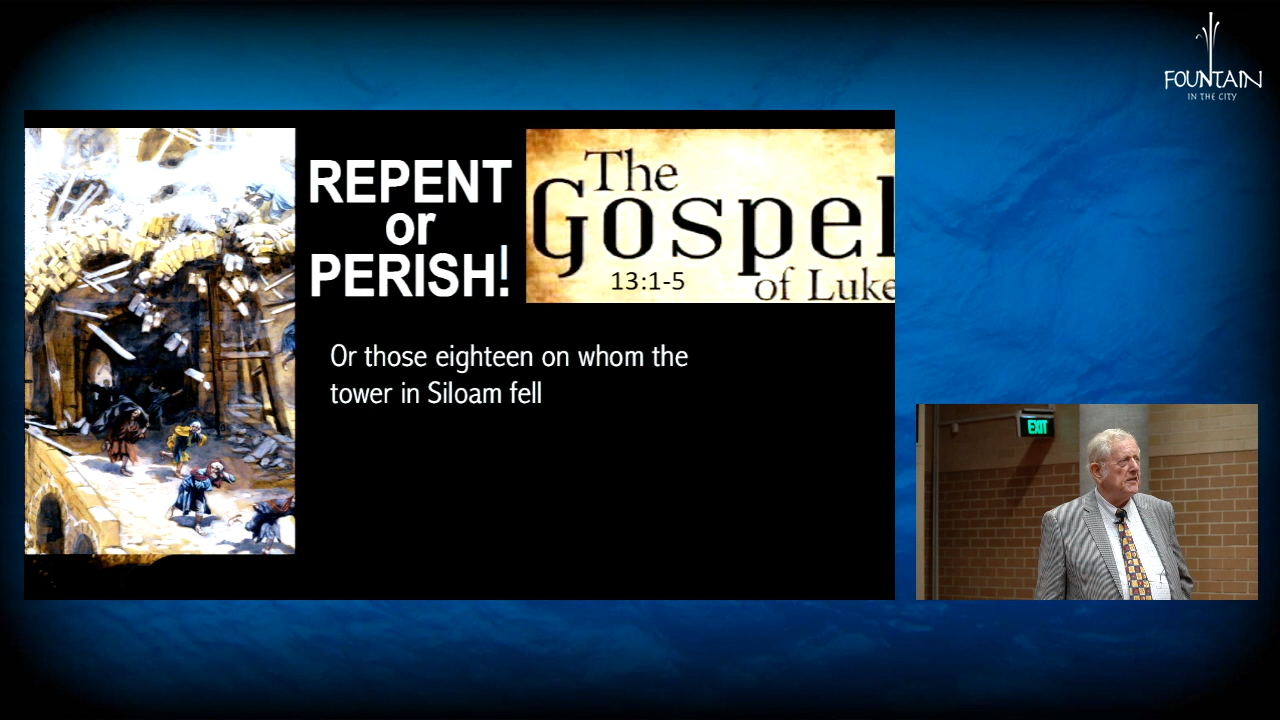 FOUNTAIN
IN THE CITY
REPENT
or
PERISH!
The
Gospel
of Luke
13:1-5
Or those eighteen on whom the
tower in Siloam fell
EXIT